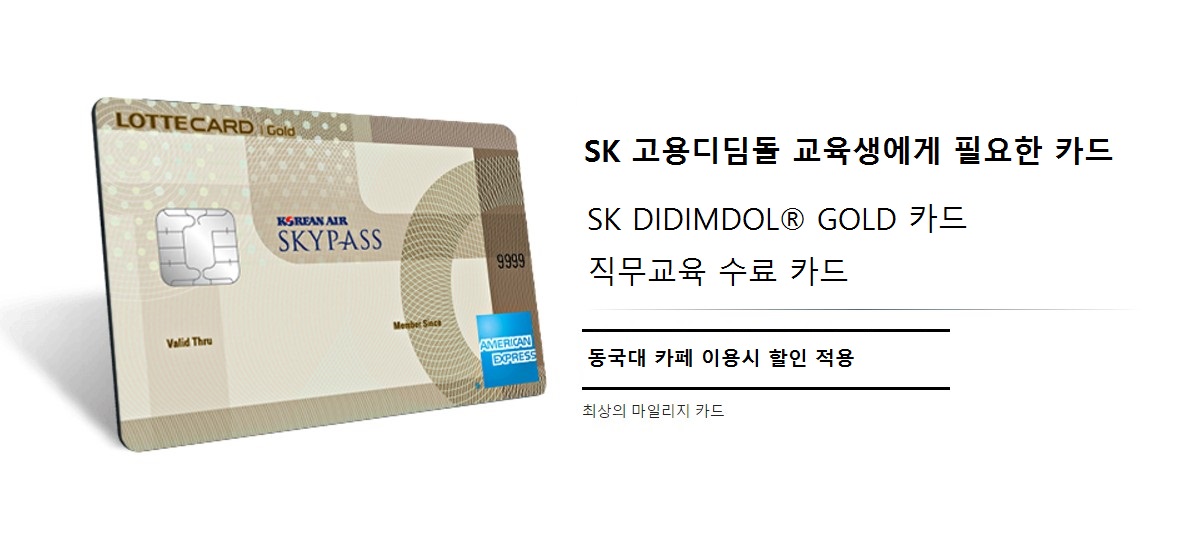 LOTTECARD | Gold
KOREAN AIR
SKYPASS
9999
Member Since
Valid Thru
AMERICAN
EXPRESS
SK 고용디딤돌 교육생에게 필요한 카드
SK DIDIMDOL® GOLD 카드
직무교육 수료 카드
동국대 카페 이용시 할인 적용
최상의 마일리지 카드